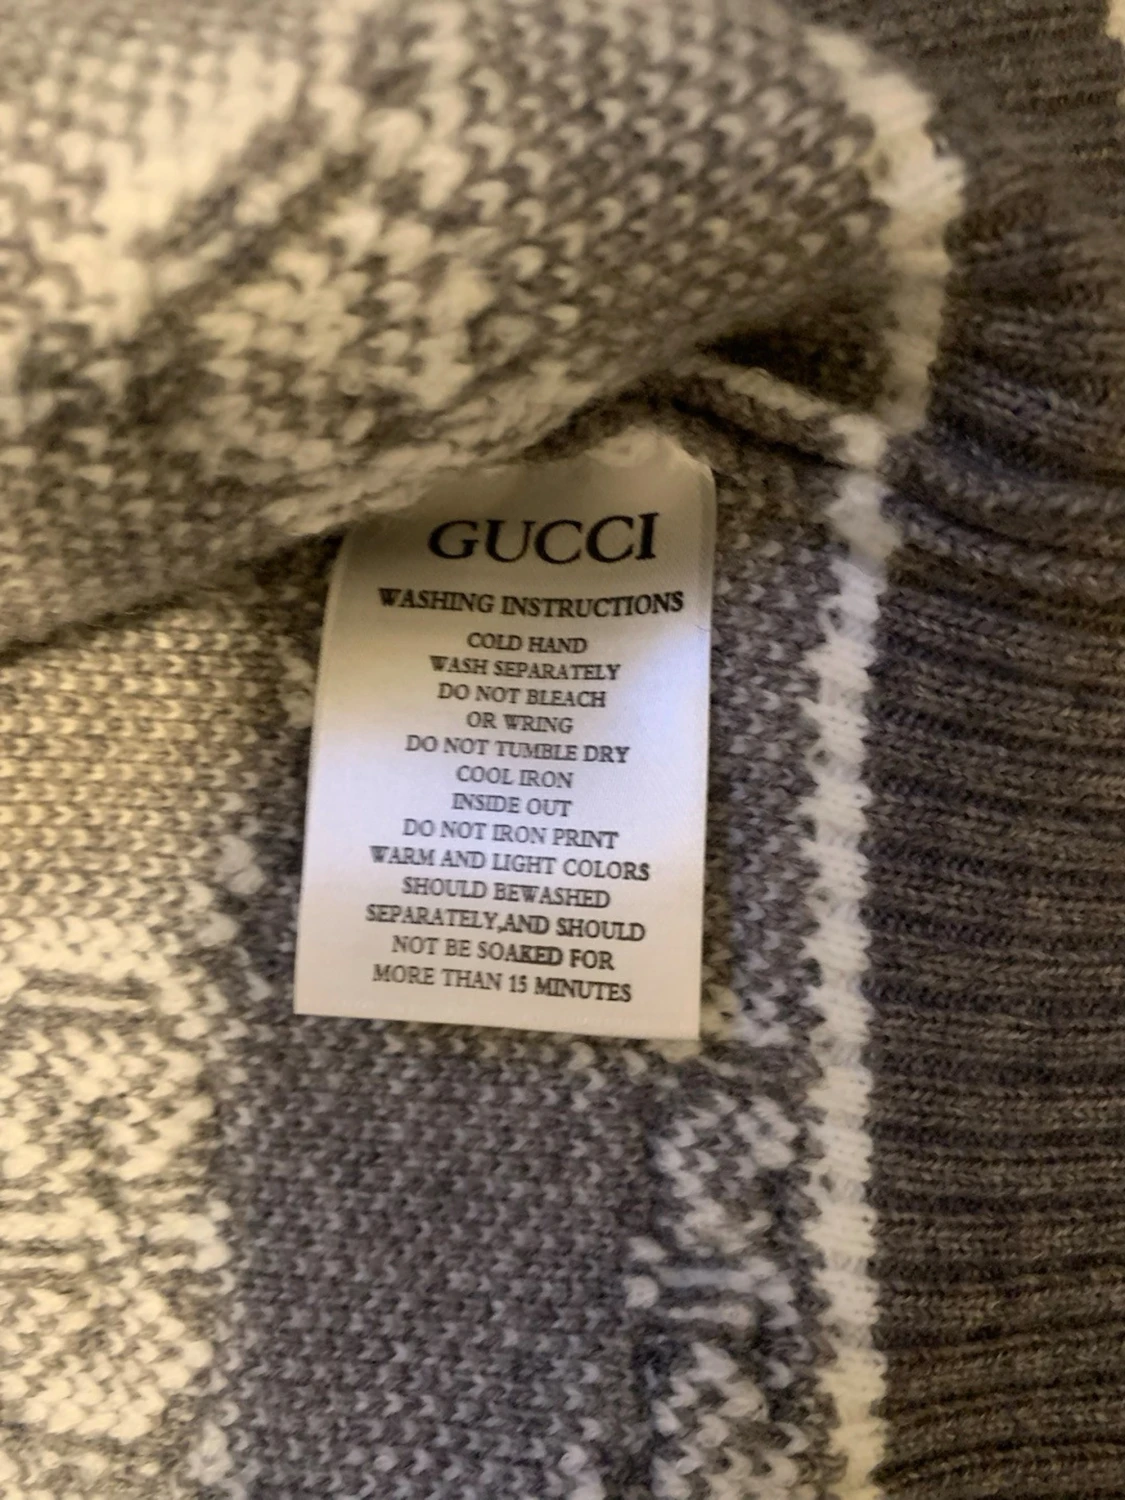 GUCCI
WASHING INSTRUCTIONS
COLD HAND
WASH SEPARATELY
DO NOT BLEACH
OR WRING
DO NOT TUMBLE DRY
COOL IRON
INSIDE OUT
DO NOT IRON PRINT
WARM AND LIGHT COLORS
SHOULD BEWASHED
SEPARATELY,AND SHOULD
NOT BE SOAKED FOR
MORE THAN 15 MINUTES